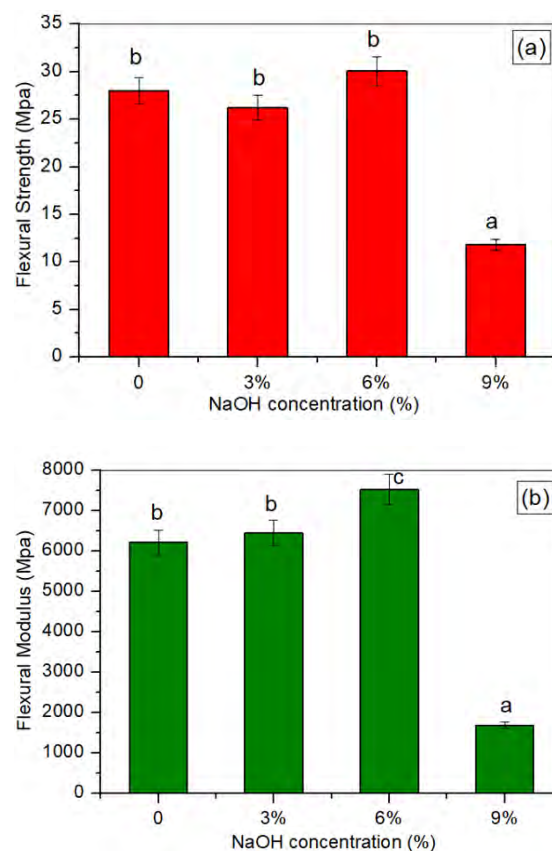 (a)
35
30
25
20
15
10
5
0
Flexural Strength (Mpa)
b
b
b
a
0 3% 6% 9%
NaOH concentration (%)
(b)
8000
7000
6000
5000
4000
3000
2000
1000
0
Flexural Modulus (Mpa)
b
b
c
a
0 3% 6% 9%
NaOH concentration (%)